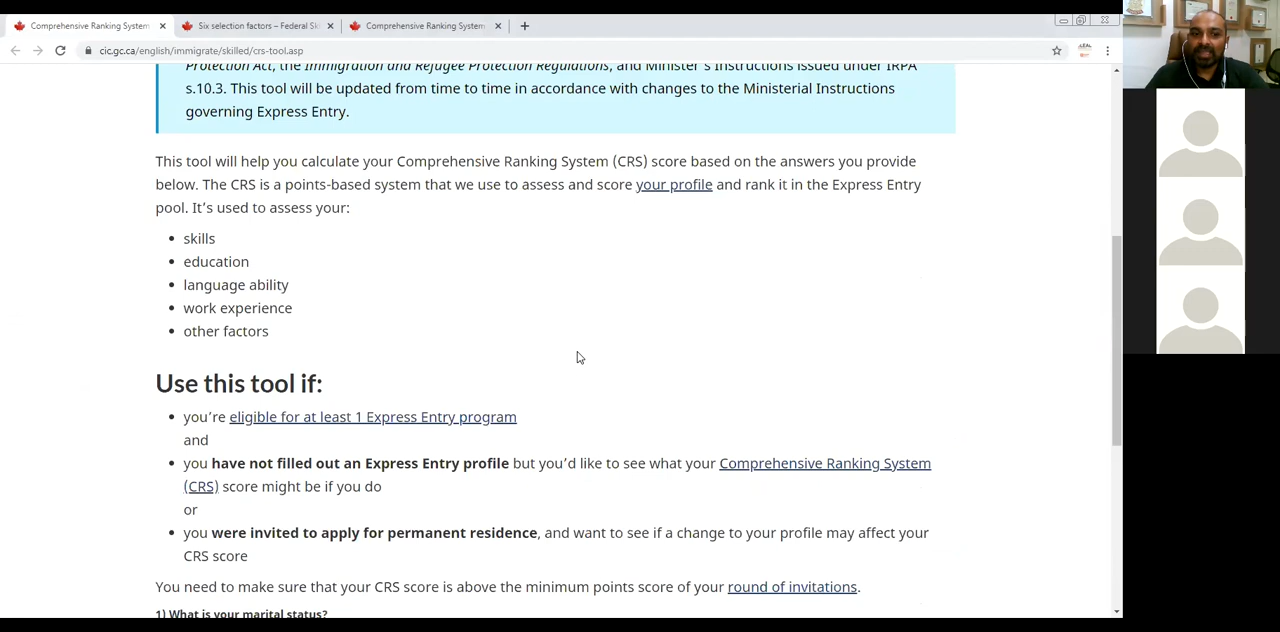 Comprehensive Ranking System
Six selection factors – Federal Sk
Comprehensive Ranking System
cic.gc.ca/english/immigrate/skilled/crs-tool.asp
Protection Act, the Immigration and Refugee Protection Regulations, and Minister's Instructions issued under IRPA
s.10.3. This tool will be updated from time to time in accordance with changes to the Ministerial Instructions
governing Express Entry.
This tool will help you calculate your Comprehensive Ranking System (CRS) score based on the answers you provide
below. The CRS is a points-based system that we use to assess and score your profile and rank it in the Express Entry
pool. It’s used to assess your:
skills
education
language ability
work experience
other factors
Use this tool if:
you’re eligible for at least 1 Express Entry program
and
you have not filled out an Express Entry profile but you’d like to see what your Comprehensive Ranking System
(CRS) score might be if you do
or
you were invited to apply for permanent residence, and want to see if a change to your profile may affect your
CRS score
You need to make sure that your CRS score is above the minimum points score of your round of invitations.
1) What is your marital status?